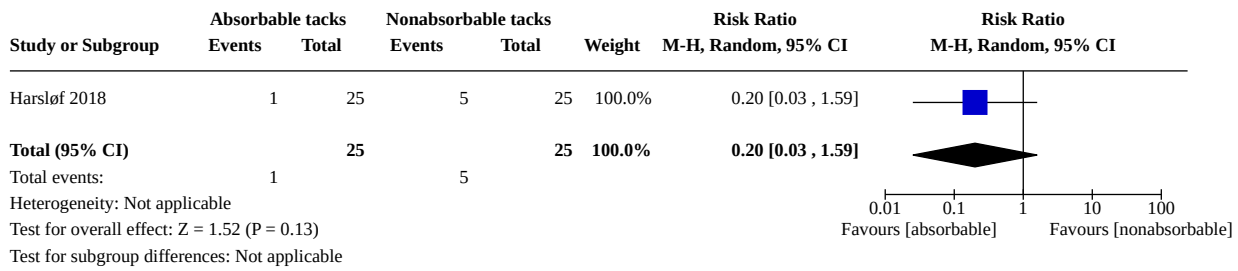 Absorbable tacks Nonabsorbable tacks Risk Ratio Risk Ratio
Study or Subgroup Events Total Events Total Weight M-H, Random, 95% CI M-H, Random, 95% CI
Harsløf 2018 1 25 5 25 100.0% 0.20 [0.03 , 1.59]
Total (95% CI) 25 25 100.0% 0.20 [0.03 , 1.59]
Total events: 1 5
Heterogeneity: Not applicable 0.01 0.1 1 10 100
Test for overall effect: Z = 1.52 (P = 0.13) Favours [absorbable] Favours [nonabsorbable]
Test for subgroup differences: Not applicable